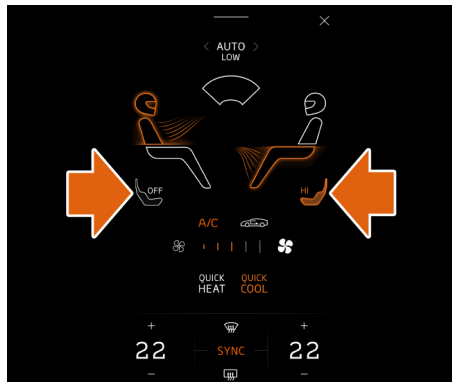 AUTO
LOW
OFF
HI
A/C
QUICK
HEAT
QUICK
COOL
+
+
22
SYNC
22
-
-